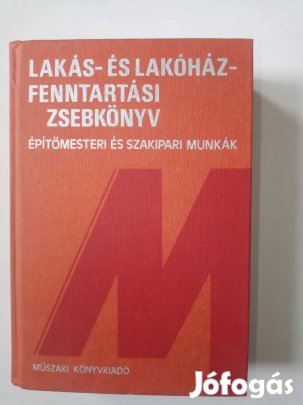 LAKÁS- ÉS LAKÓHÁZ-
FENNTARTÁSI
ZSEBKÖNYV
ÉPÍTŐMESTERI ÉS SZAKIPARI MUNKÁK
M
MŰSZAKI KÖNYVKIADÓ
Jófogás